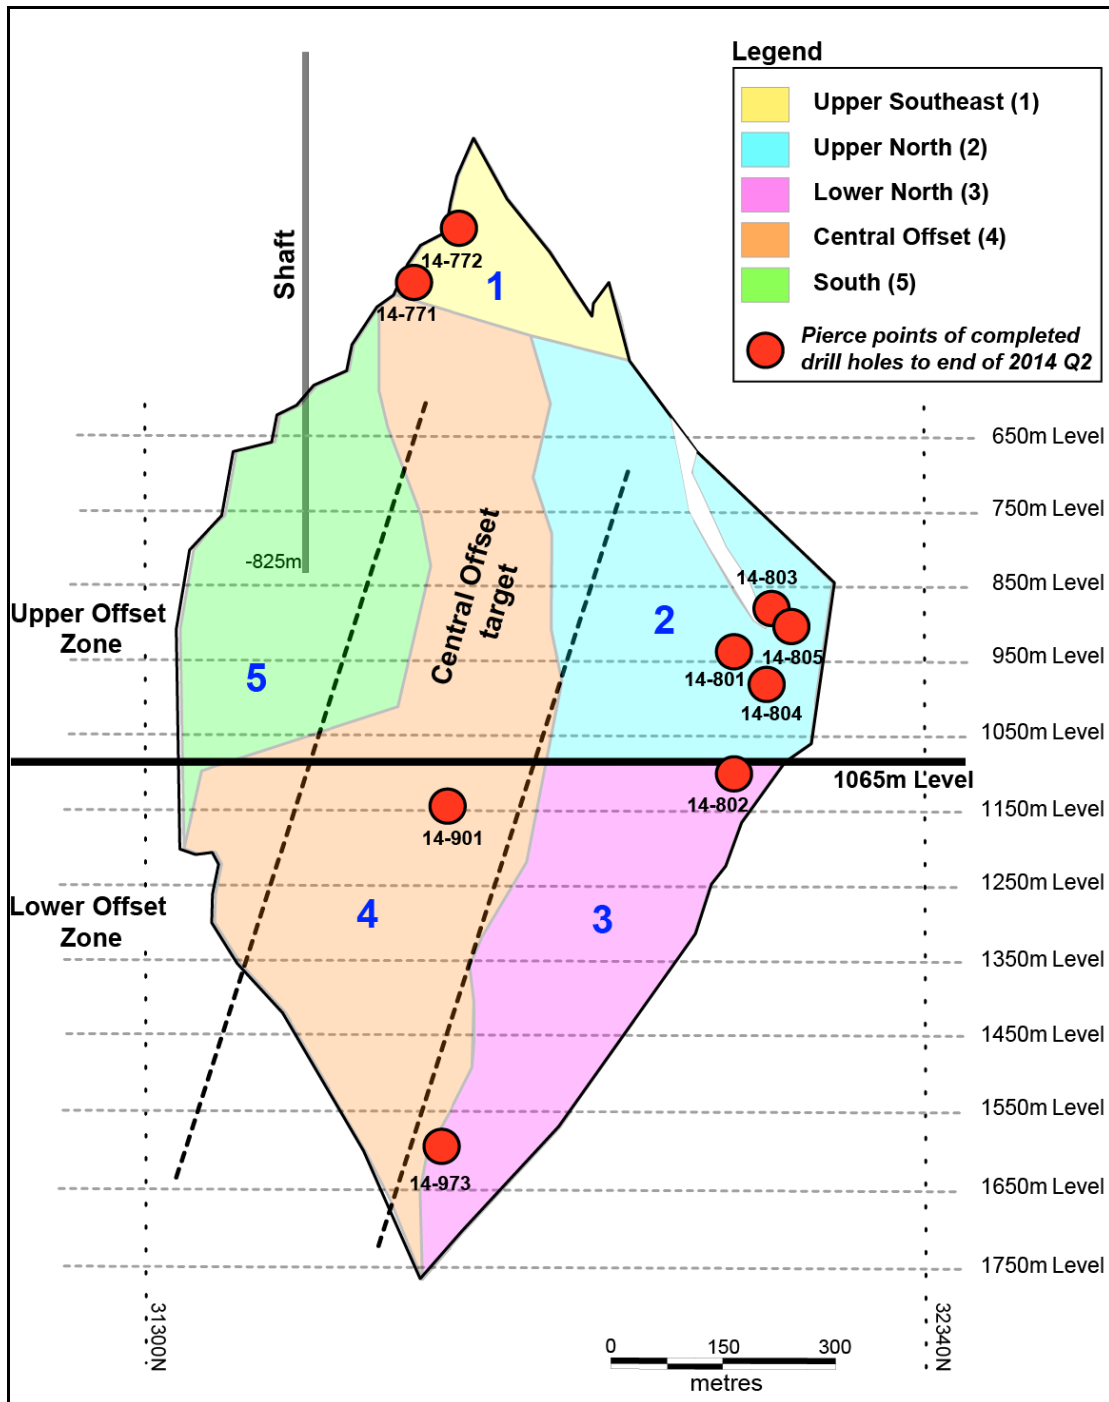 Legend
Upper Southeast (1)
Upper North (2)
Lower North (3)
Central Offset (4)
South (5)
Pierce points of completed
drill holes to end of 2014 Q2
Shaft
14-772
1
14-771
650m Level
750m Level
-825m
Central Offset
target
14-803
850m Level
Upper Offset
Zone
2
14-805
950m Level
5
14-801
14-804
1050m Level
1065m Level
14-802
1150m Level
14-901
1250m Level
Lower Offset
Zone
4
3
1350m Level
1450m Level
1550m Level
14-973
1650m Level
1750m Level
31300N
32340N
0 150 300
metres